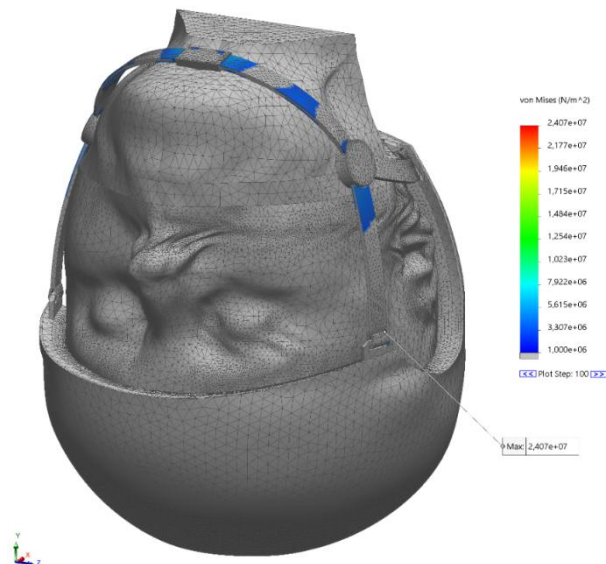 von Mises (N/m^2)
2,407e+07
2,177e+07
1,946e+07
1,715e+07
1,484e+07
1,254e+07
1,023e+07
7,922e+06
5,615e+06
3,307e+06
1,000e+06
<< Plot Step: 100 >>
Max: 2,407e+07
Y
X
Z